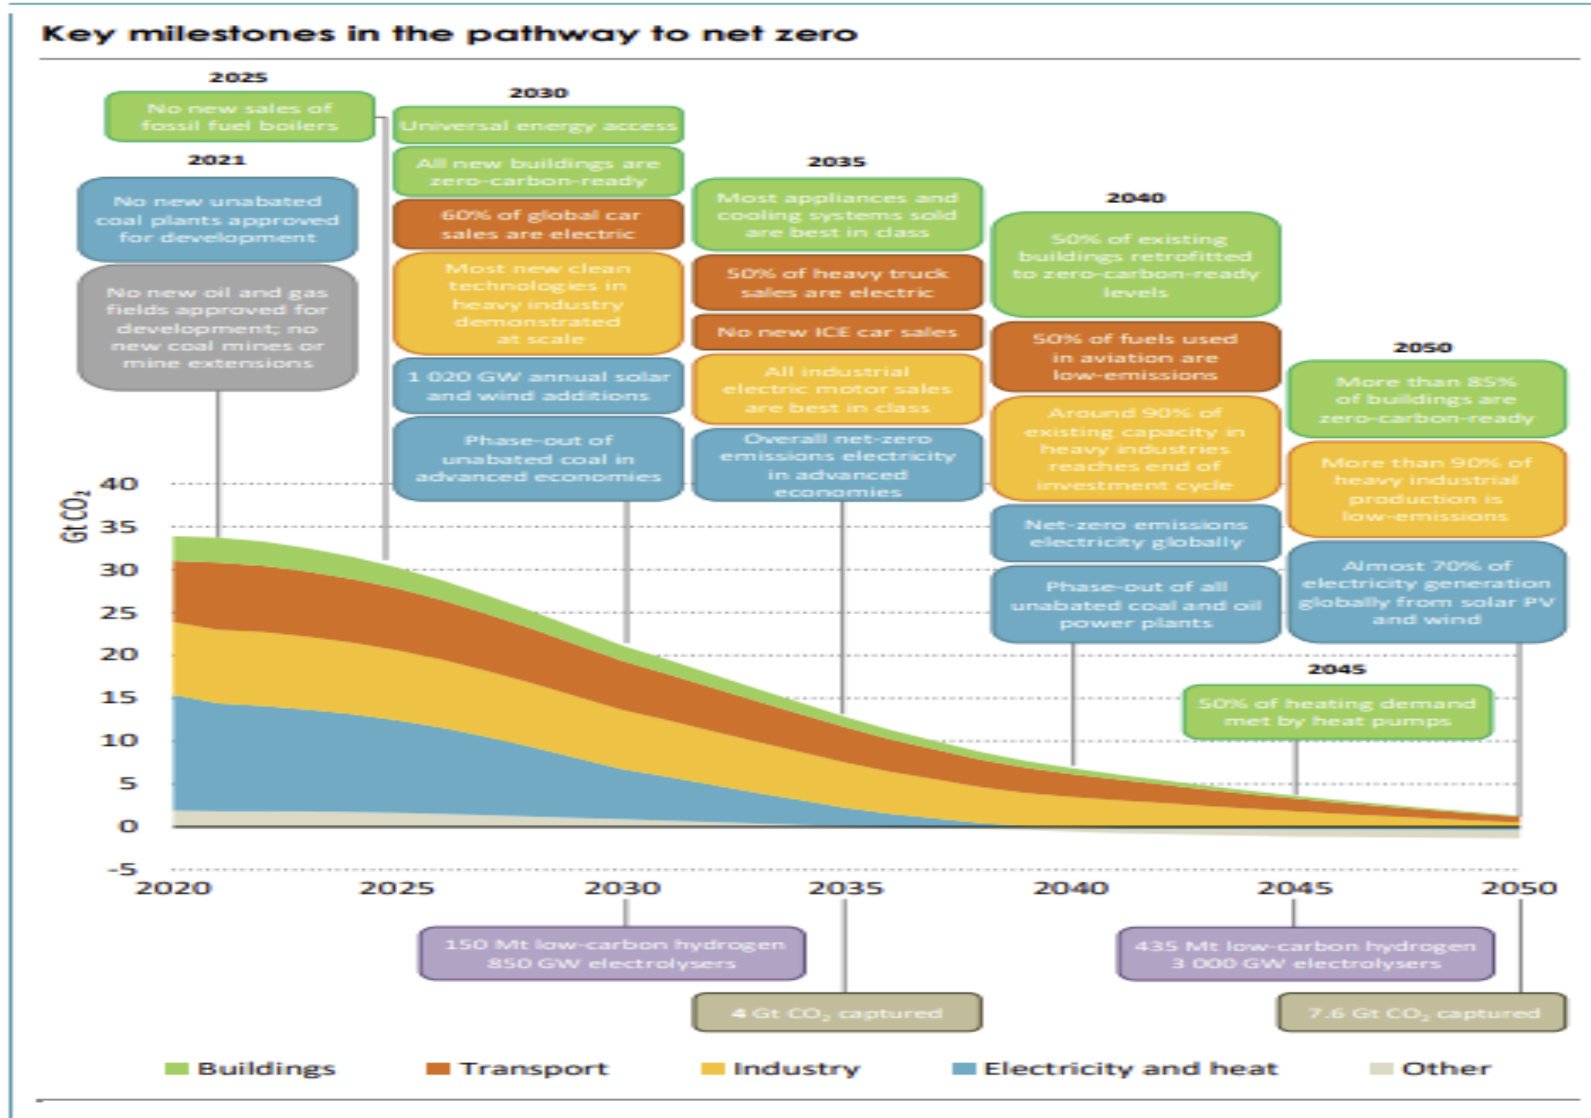 Key milestones in the pathway to net zero
2025
No new sales of
fossil fuel boilers
2021
No new unabated
coal plants approved
for development
No new oil and gas
fields approved for
development; no
new coal mines or
mine extensions
2030
Universal energy access
All new buildings are
zero-carbon-ready
60% of global car
sales are electric
Most new clean
technologies in
heavy industry
demonstrated
at scale
1 020 GW annual solar
and wind additions
Phase-out of
unabated coal in
advanced economies
2035
Most appliances and
cooling systems sold
are best in class
50% of heavy truck
sales are electric
No new ICE car sales
All industrial
electric motor sales
are best in class
Overall net-zero
emissions electricity
in advanced
economies
2040
50% of existing
buildings retrofitted
to zero-carbon-ready
levels
50% of fuels used
in aviation are
low-emissions
Around 90% of
existing capacity in
heavy industries
reaches end of
investment cycle
Net-zero emissions
electricity globally
Phase-out of all
unabated coal and oil
power plants
2050
More than 85%
of buildings are
zero-carbon-ready
More than 90% of
heavy industrial
production is
low-emissions
Almost 70% of
electricity generation
globally from solar PV
and wind
2045
50% of heating demand
met by heat pumps
Gt CO₂
40
35
30
25
20
15
10
5
0
-5
2020 2025 2030 2035 2040 2045 2050
150 Mt low-carbon hydrogen
850 GW electrolysers
435 Mt low-carbon hydrogen
3 000 GW electrolysers
4 Gt CO₂ captured
7.6 Gt CO₂ captured
Buildings Transport Industry Electricity and heat Other